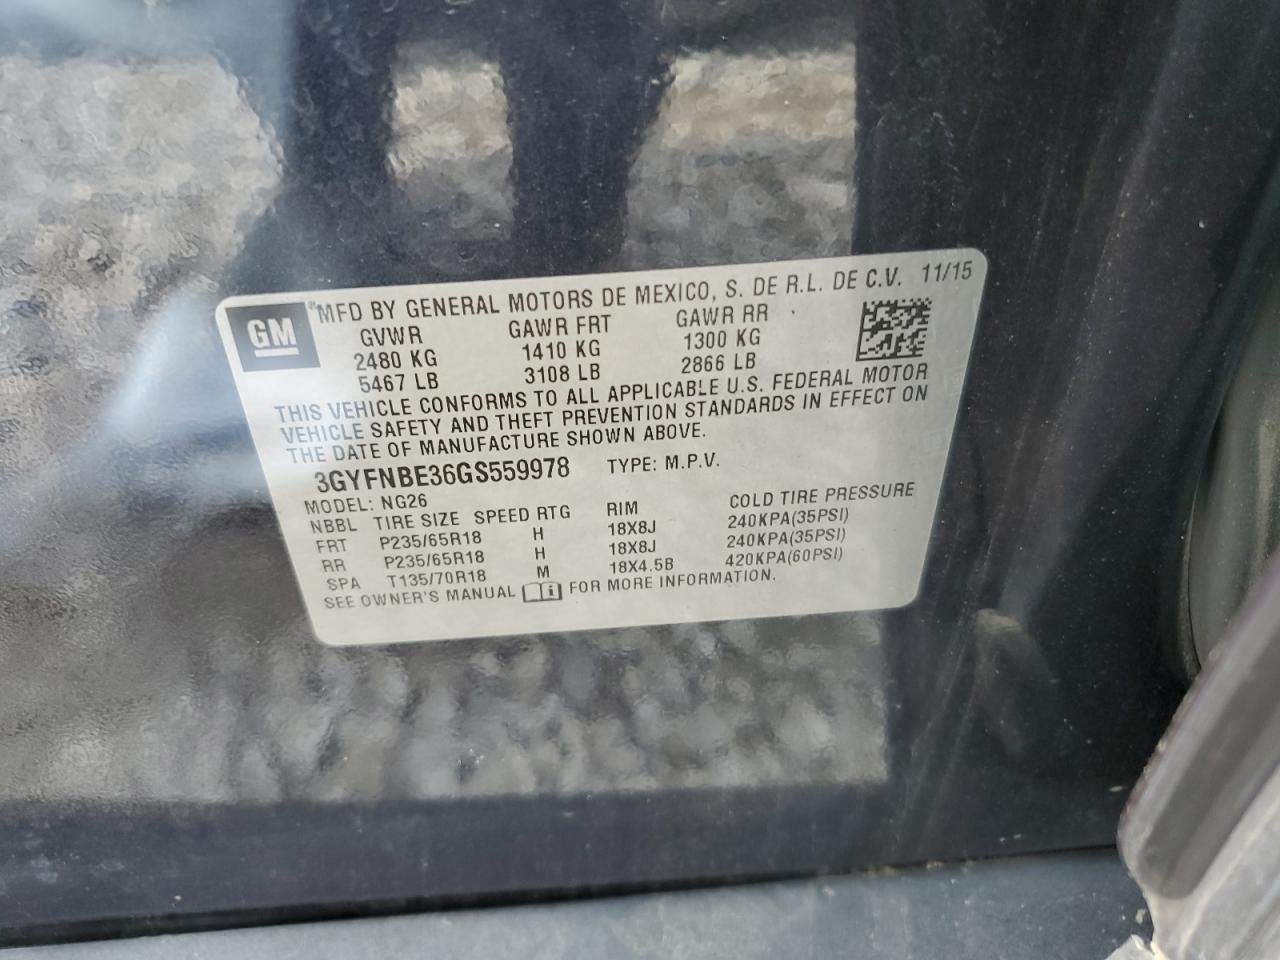 GM
MFD BY GENERAL MOTORS DE MEXICO, S. DE R.L. DE C.V. 11/15
GVWR GAWR FRT GAWR RR
2480 KG 1410 KG 1300 KG
5467 LB 3108 LB 2866 LB
THIS VEHICLE CONFORMS TO ALL APPLICABLE U.S. FEDERAL MOTOR
VEHICLE SAFETY AND THEFT PREVENTION STANDARDS IN EFFECT ON
THE DATE OF MANUFACTURE SHOWN ABOVE.
3GYFNBE36GS559978 TYPE: M.P.V.
MODEL: NG26
NBBL TIRE SIZE SPEED RTG RIM COLD TIRE PRESSURE
FRT P235/65R18 H 18X8J 240KPA(35PSI)
RR P235/65R18 H 18X8J 240KPA(35PSI)
SPA T135/70R18 M 18X4.5B 420KPA(60PSI)
SEE OWNER'S MANUAL FOR MORE INFORMATION.